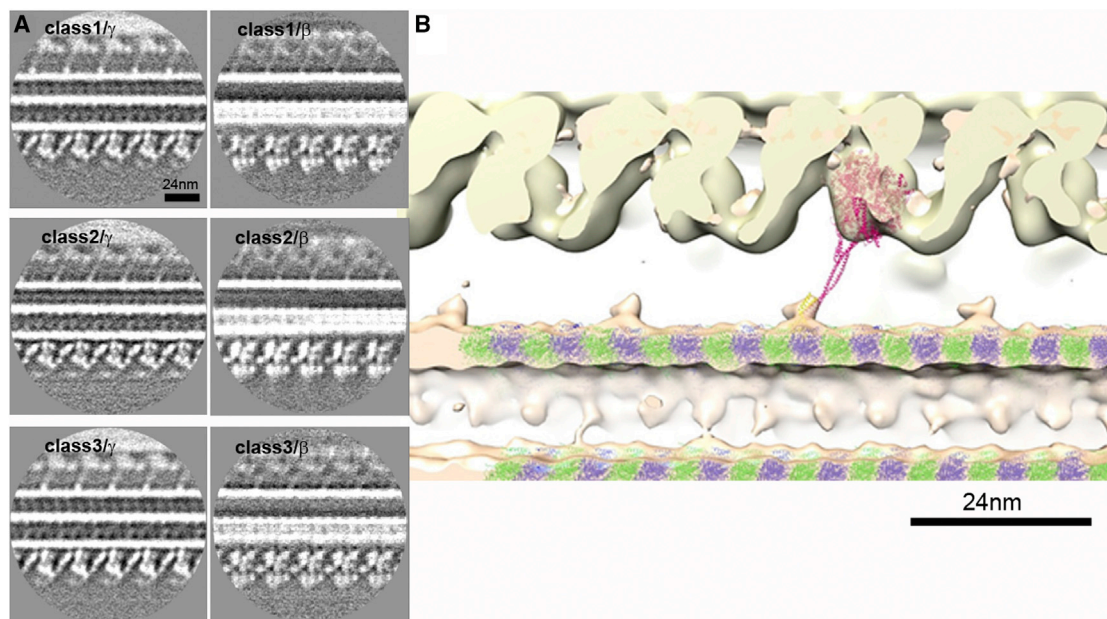 A
class1/γ
class1/β
24nm
class2/γ
class2/β
class3/γ
class3/β
B
24nm